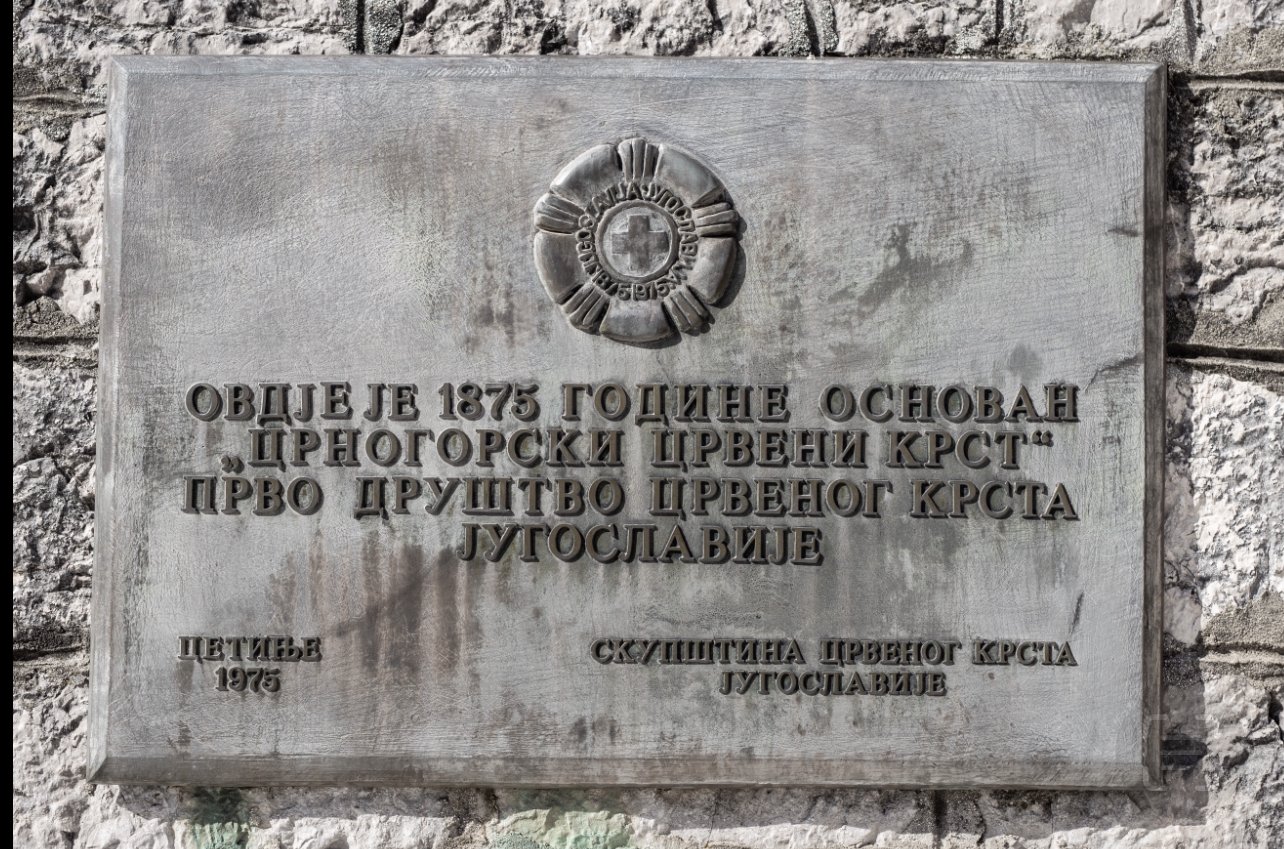 ОВДЈЕ ЈЕ 1875 ГОДИНЕ ОСНОВАН
„ЦРНОГОРСКИ ЦРВЕНИ КРСТ“
ПРВО ДРУШТВО ЦРВЕНОГ КРСТА
ЈУГОСЛАВИЈЕ
ЦЕТИЊЕ
1975
СКУПШТИНА ЦРВЕНОГ КРСТА
ЈУГОСЛАВИЈЕ